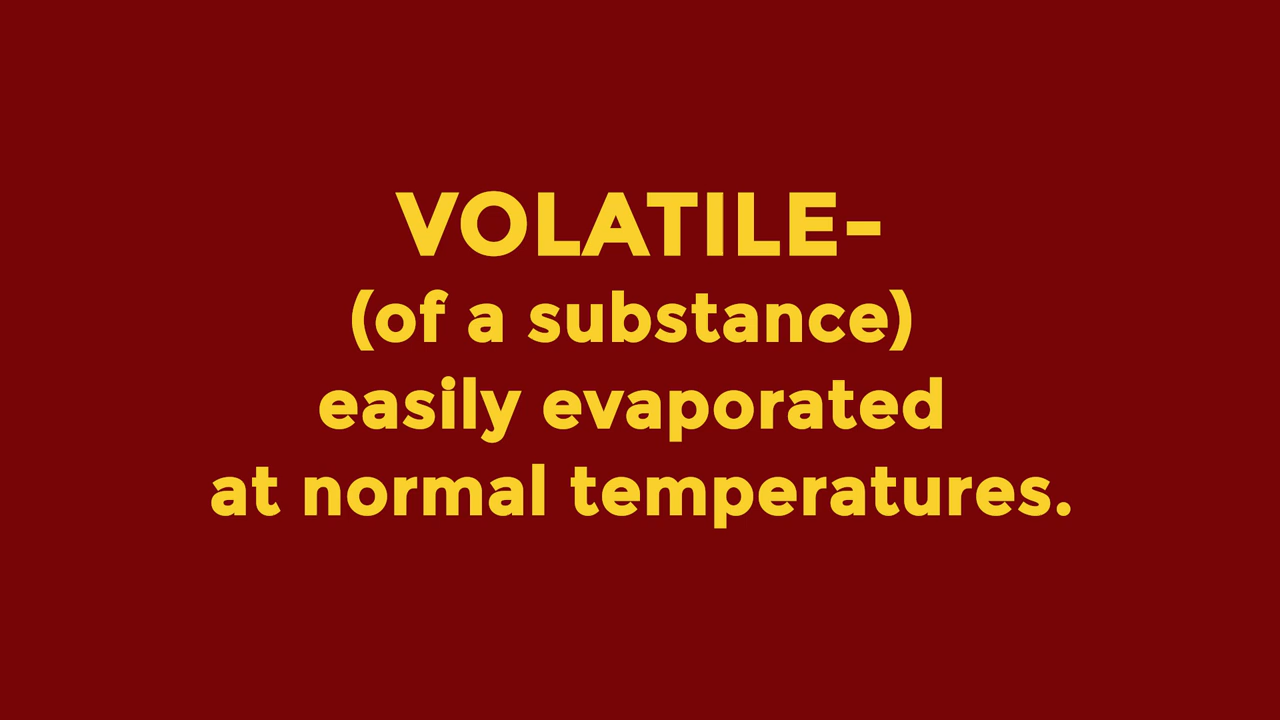 VOLATILE-
(of a substance)
easily evaporated
at normal temperatures.